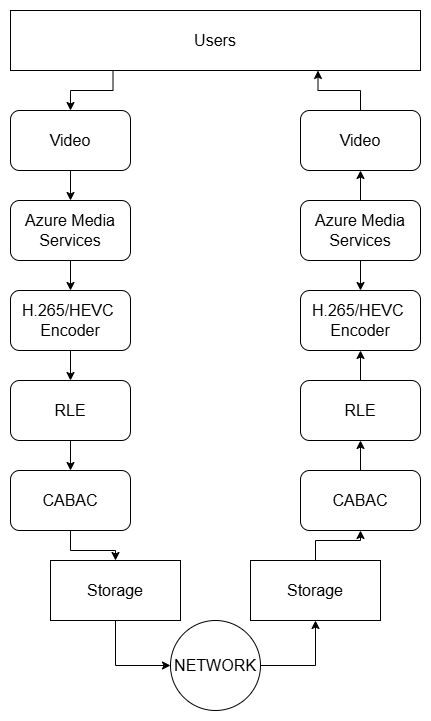 Users
Video
Video
Azure Media
Services
Azure Media
Services
H.265/HEVC
Encoder
H.265/HEVC
Encoder
RLE
RLE
CABAC
CABAC
Storage
Storage
NETWORK